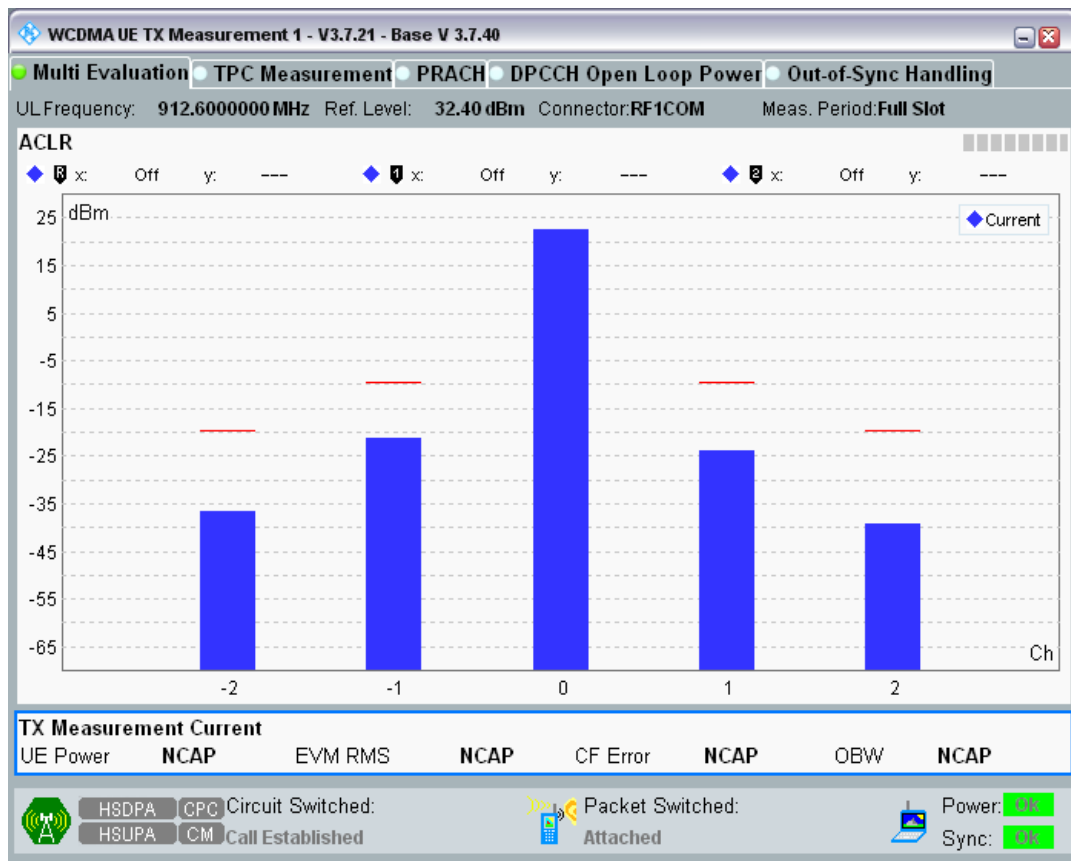 WCDMA UE TX Measurement 1 - V3.7.21 - Base V 3.7.40
Multi Evaluation TPC Measurement PRACH DPCCH Open Loop Power Out-of-Sync Handling
UL Frequency: 912.6000000 MHz Ref. Level: 32.40 dBm Connector: RF1COM Meas. Period: Full Slot
ACLR
R x: Off y: --- 1 x: Off y: --- 2 x: Off y: ---
dBm
Current
25
15
5
-5
-15
-25
-35
-45
-55
-65
Ch
-2 -1 0 1 2
TX Measurement Current
UE Power NCAP EVM RMS NCAP CF Error NCAP OBW NCAP
HSDPA CPC Circuit Switched: Packet Switched: Power: Ok
HSUPA CM Call Established Attached Sync: Ok